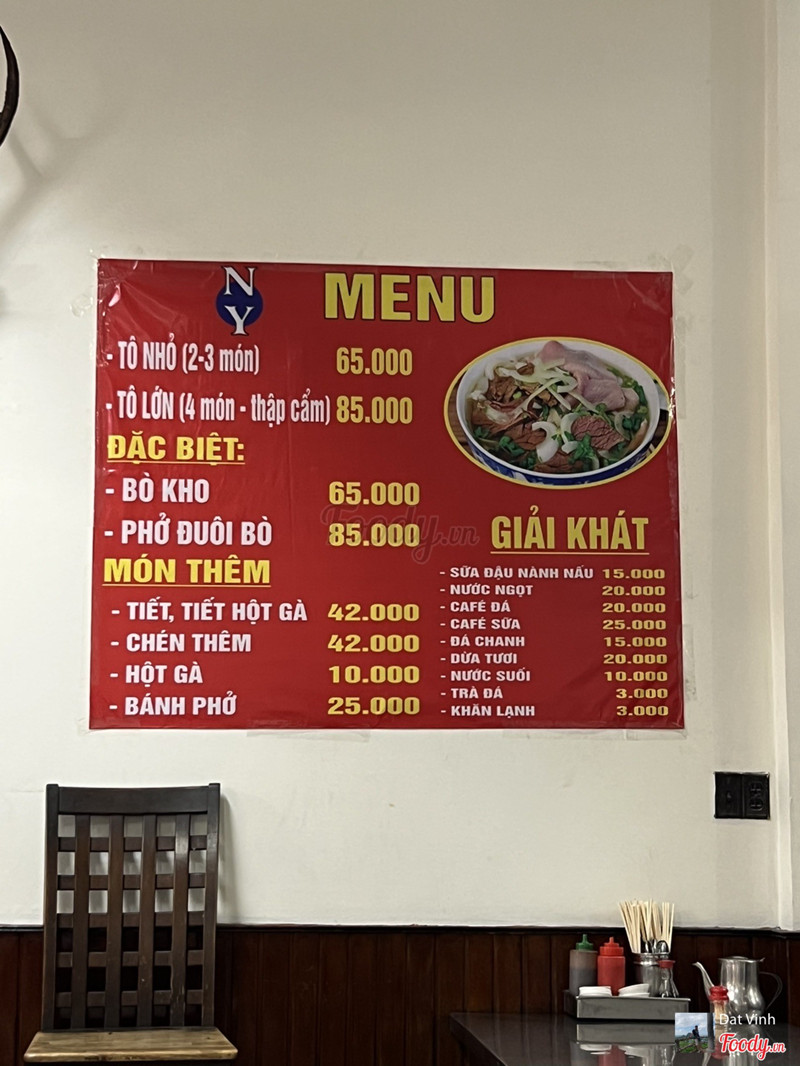 NY
MENU
- TÔ NHỎ (2-3 món) 65.000
- TÔ LỚN (4 món - thập cẩm) 85.000
ĐẶC BIỆT:
- BÒ KHO 65.000
- PHỞ ĐUÔI BÒ 85.000
MÓN THÊM
- TIẾT, TIẾT HỘT GÀ 42.000
- CHÉN THÊM 42.000
- HỘT GÀ 10.000
- BÁNH PHỞ 25.000
GIẢI KHÁT
- SỮA ĐẬU NÀNH NẤU 15.000
- NƯỚC NGỌT 20.000
- CAFÉ ĐÁ 20.000
- CAFÉ SỮA 25.000
- ĐÁ CHANH 15.000
- DỪA TƯƠI 20.000
- NƯỚC SUỐI 10.000
- TRÀ ĐÁ 3.000
- KHĂN LẠNH 3.000
Foody.vn
Dat Vinh
Foody.vn